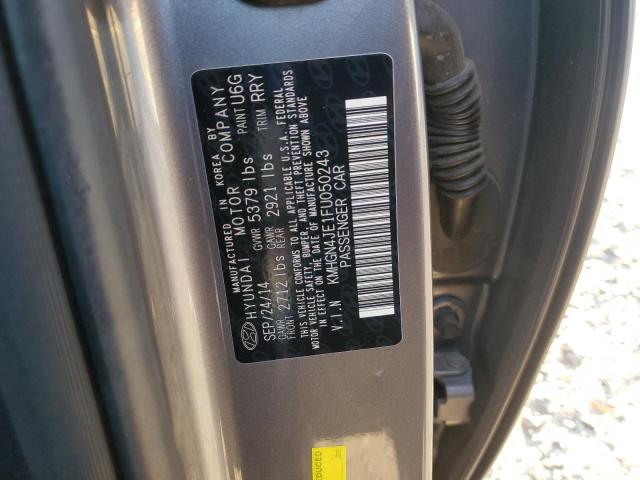 MANUFACTURED IN KOREA BY
HYUNDAI MOTOR COMPANY
SEP/24/14 GVWR 5379 lbs PAINT U6G
GAWR FRONT 2712 lbs GAWR REAR 2921 lbs TRIM RRY
THIS VEHICLE CONFORMS TO ALL APPLICABLE U.S.A. FEDERAL
MOTOR VEHICLE SAFETY, BUMPER, AND THEFT PREVENTION STANDARDS
IN EFFECT ON THE DATE OF MANUFACTURE SHOWN ABOVE
V.I.N KMHGN4JE1FU050243
PASSENGER CAR